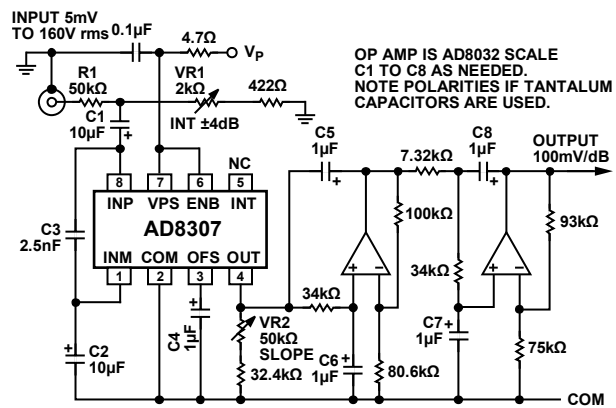 INPUT 5mV
TO 160V rms
0.1µF
4.7Ω
VP
R1
50kΩ
VR1
2kΩ
422Ω
INT ±4dB
C1
10µF
OP AMP IS AD8032 SCALE
C1 TO C8 AS NEEDED.
NOTE POLARITIES IF TANTALUM
CAPACITORS ARE USED.
NC
8 7 6 5
INP VPS ENB INT
AD8307
INM COM OFS OUT
1 2 3 4
C3
2.5nF
C2
10µF
C4
1µF
VR2
50kΩ
SLOPE
32.4kΩ
C5
1µF
34kΩ
C6
1µF
100kΩ
80.6kΩ
7.32kΩ
C8
1µF
34kΩ
C7
1µF
OUTPUT
100mV/dB
93kΩ
75kΩ
COM
+
+
+
+
+
+
+
+
+ –
+ –